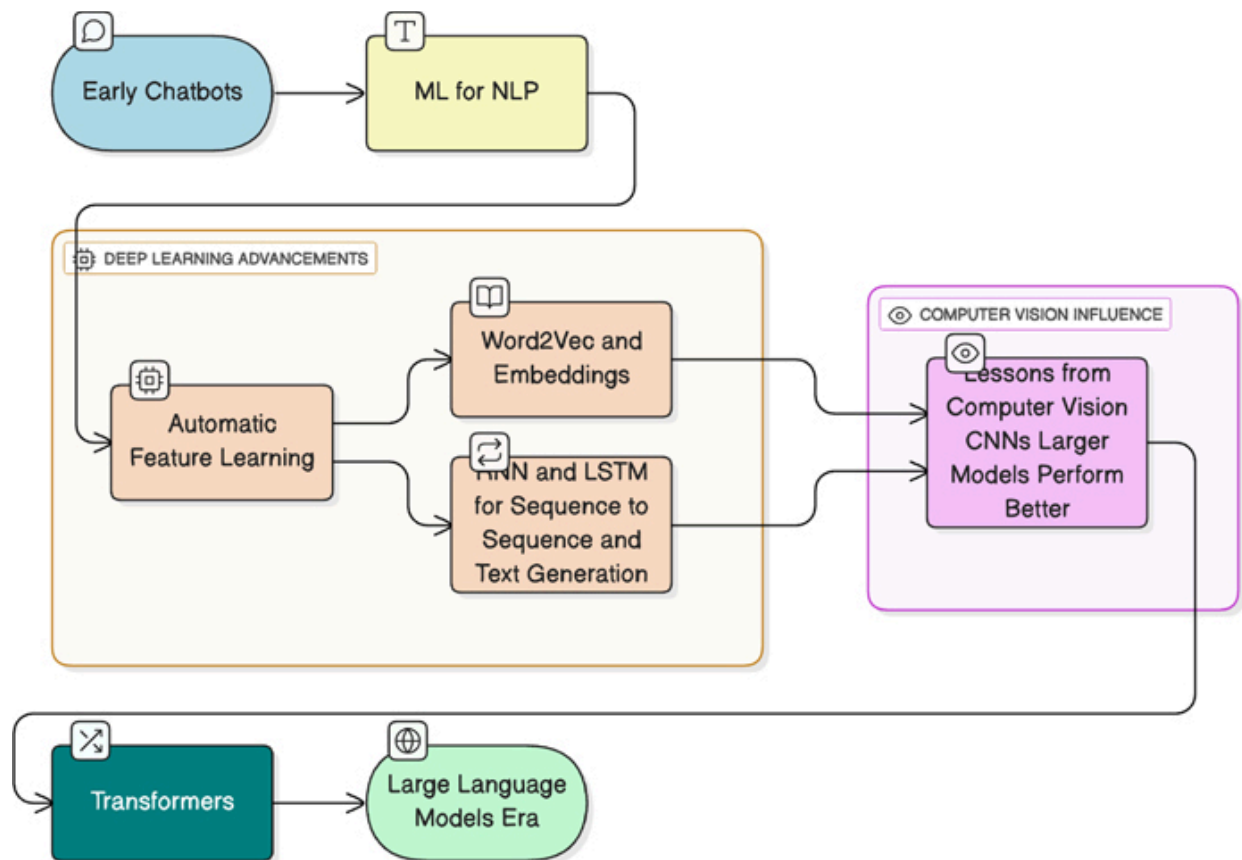 Early Chatbots
T
ML for NLP
DEEP LEARNING ADVANCEMENTS
Word2Vec and
Embeddings
Automatic
Feature Learning
RNN and LSTM
for Sequence to
Sequence and
Text Generation
COMPUTER VISION INFLUENCE
Lessons from
Computer Vision
CNNs Larger
Models Perform
Better
Transformers
Large Language
Models Era